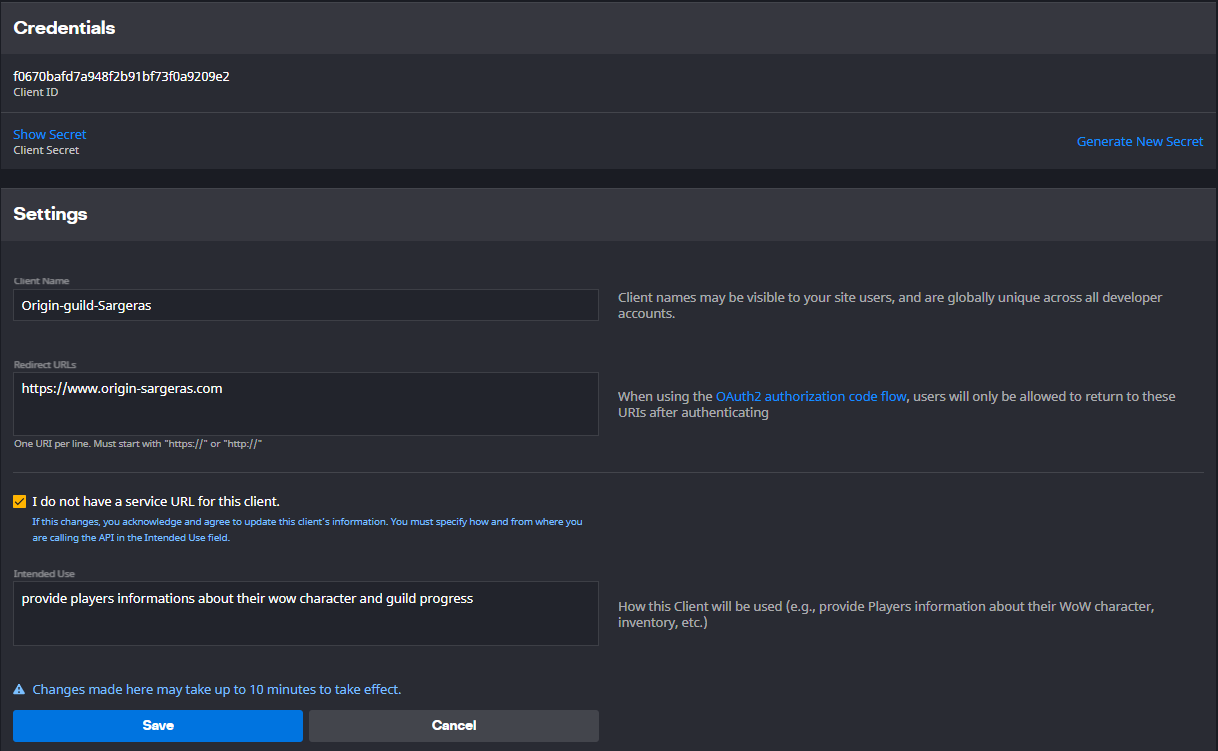 Credentials
f0670bafd7a948f2b91bf73f0a9209e2
Client ID
Show Secret
Client Secret
Generate New Secret
Settings
Client Name
Origin-guild-Sargeras
Client names may be visible to your site users, and are globally unique across all developer
accounts.
Redirect URLs
https://www.origin-sargeras.com
When using the OAuth2 authorization code flow, users will only be allowed to return to these
URIs after authenticating
One URI per line. Must start with "https://" or "http://"
I do not have a service URL for this client.
If this changes, you acknowledge and agree to update this client's information. You must specify how and from where you
are calling the API in the Intended Use field.
Intended Use
provide players informations about their wow character and guild progress
How this Client will be used (e.g., provide Players information about their WoW character,
inventory, etc.)
Changes made here may take up to 10 minutes to take effect.
Save
Cancel